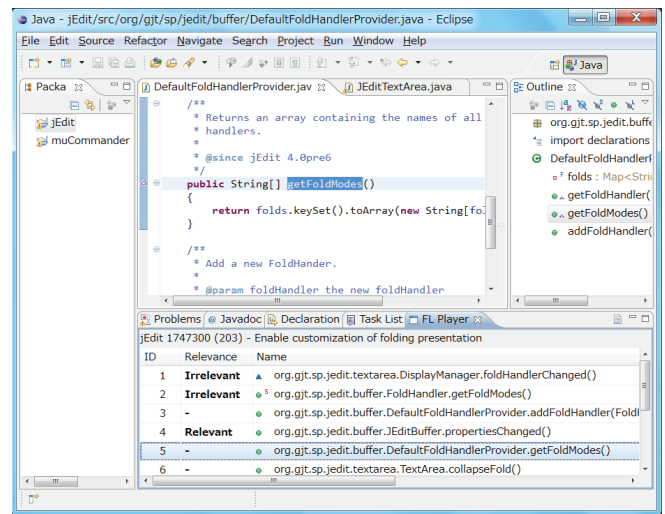 Java - jEdit/src/org/gjt/sp/jedit/buffer/DefaultFoldHandlerProvider.java - Eclipse
File Edit Source Refactor Navigate Search Project Run Window Help
Java
Packa
jEdit
muCommander
DefaultFoldHandlerProvider.jav
JEditTextArea.java
/**
* Returns an array containing the names of all
* handlers.
*
* @since jEdit 4.0pre6
*/
public String[] getFoldModes()
{
return folds.keySet().toArray(new String[fo
}
/**
* Add a new FoldHander.
*
* @param foldHandler the new foldHandler
Outline
org.gjt.sp.jedit.buffe
import declarations
DefaultFoldHandlerF
folds : Map<Stri
getFoldHandler(
getFoldModes()
addFoldHandler(
Problems @ Javadoc Declaration Task List FL Player
jEdit 1747300 (203) - Enable customization of folding presentation
ID Relevance Name
1 Irrelevant org.gjt.sp.jedit.textarea.DisplayManager.foldHandlerChanged()
2 Irrelevant S org.gjt.sp.jedit.buffer.FoldHandler.getFoldModes()
3 - org.gjt.sp.jedit.buffer.DefaultFoldHandlerProvider.addFoldHandler(Fold
4 Relevant org.gjt.sp.jedit.buffer.JEditBuffer.propertiesChanged()
5 - org.gjt.sp.jedit.buffer.DefaultFoldHandlerProvider.getFoldModes()
6 - org.gjt.sp.jedit.textarea.TextArea.collapseFold()